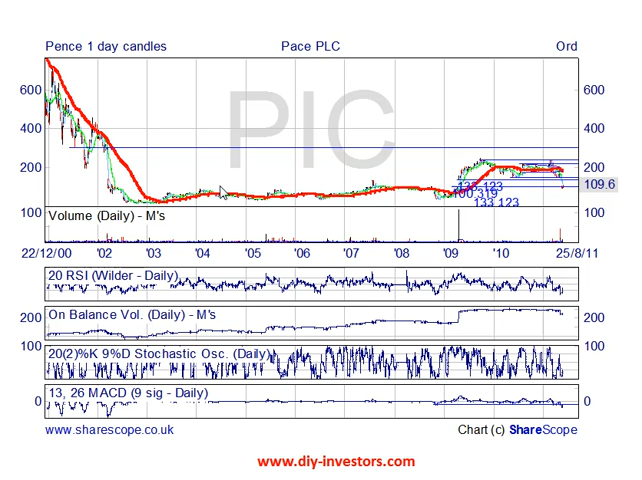 Pence 1 day candles Pace PLC Ord
PIC
600 600
400 400
200 200
133 123
109.6
100.319
133 123
100 100
Volume (Daily) - M's
22/12/00 '02 '03 '04 '05 '06 '07 '08 '09 '10 25/8/11
20 RSI (Wilder - Daily)
On Balance Vol. (Daily) - M's
200 200
20(2)%K 9%D Stochastic Osc. (Daily)
13, 26 MACD (9 sig - Daily)
0 0
www.sharescope.co.uk Chart (c) ShareScope
www.diy-investors.com